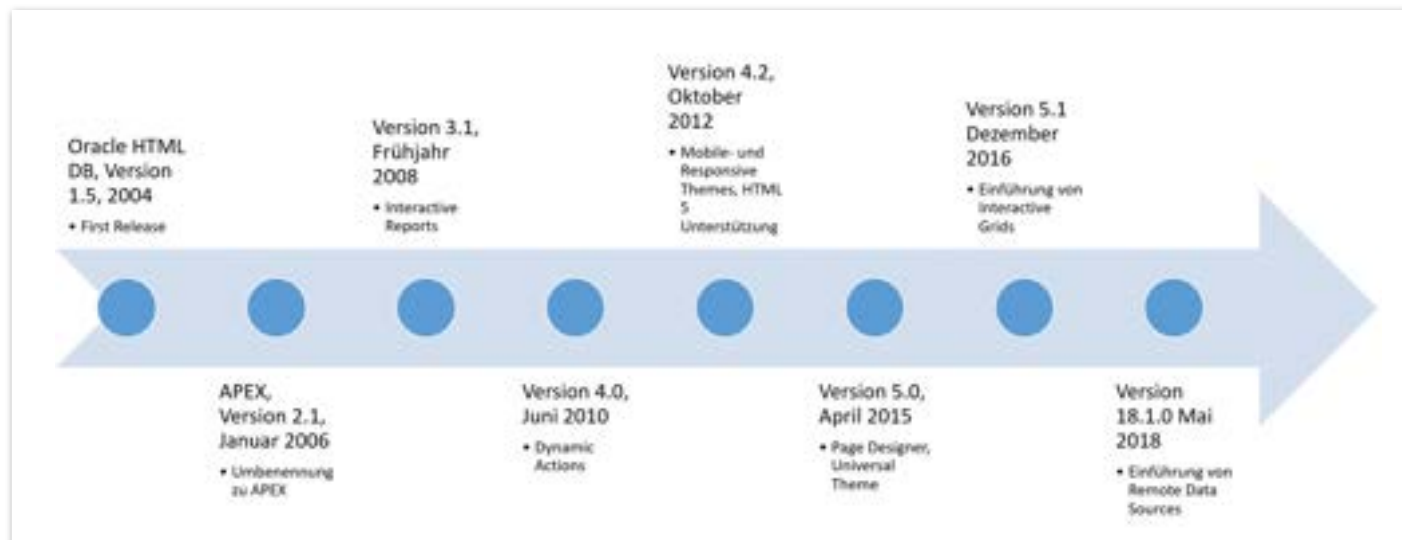 Oracle HTML
DB, Version
1.5, 2004
• First Release
APEX,
Version 2.1,
Januar 2006
• Umbenennung
zu APEX
Version 3.1,
Frühjahr
2008
• Interactive
Reports
Version 4.0,
Juni 2010
• Dynamic
Actions
Version 4.2,
Oktober
2012
• Mobile- und
Responsive
Themes, HTML
5
Unterstützung
Version 5.0,
April 2015
• Page Designer,
Universal
Theme
Version 5.1
Dezember
2016
• Einführung von
Interactive
Grids
Version
18.1.0 Mai
2018
• Einführung von
Remote Data
Sources